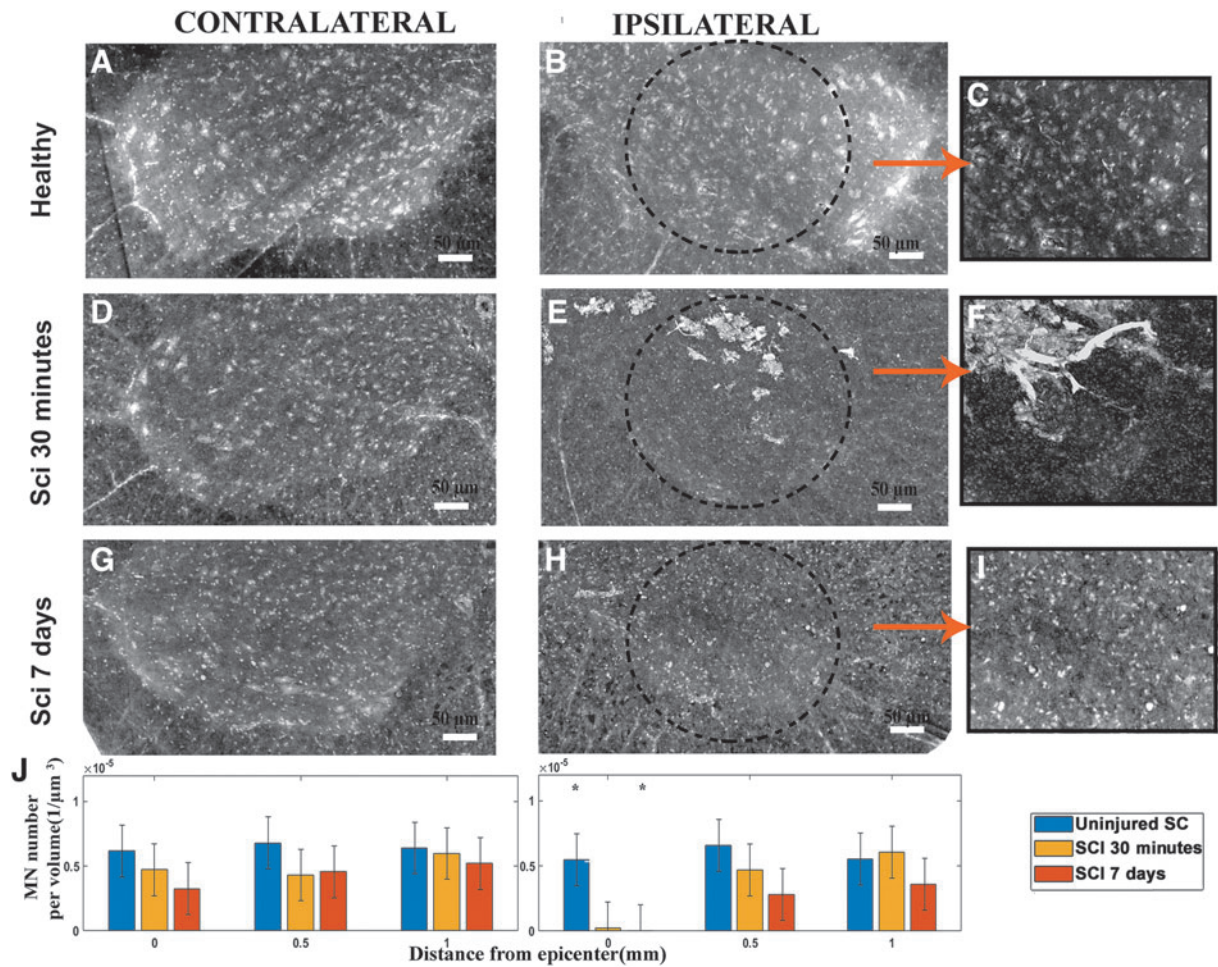 CONTRALATERAL
IPSILATERAL
Healthy
A
50 µm
B
50 µm
C
Sci 30 minutes
D
50 µm
E
50 µm
F
Sci 7 days
G
50 µm
H
50 µm
I
J
MN number
per volume(1/µm³)
×10⁻⁵
1
0.5
0
0
0.5
1
×10⁻⁵
1
0.5
0
*
*
0
0.5
1
Distance from epicenter(mm)
Uninjured SC
SCI 30 minutes
SCI 7 days